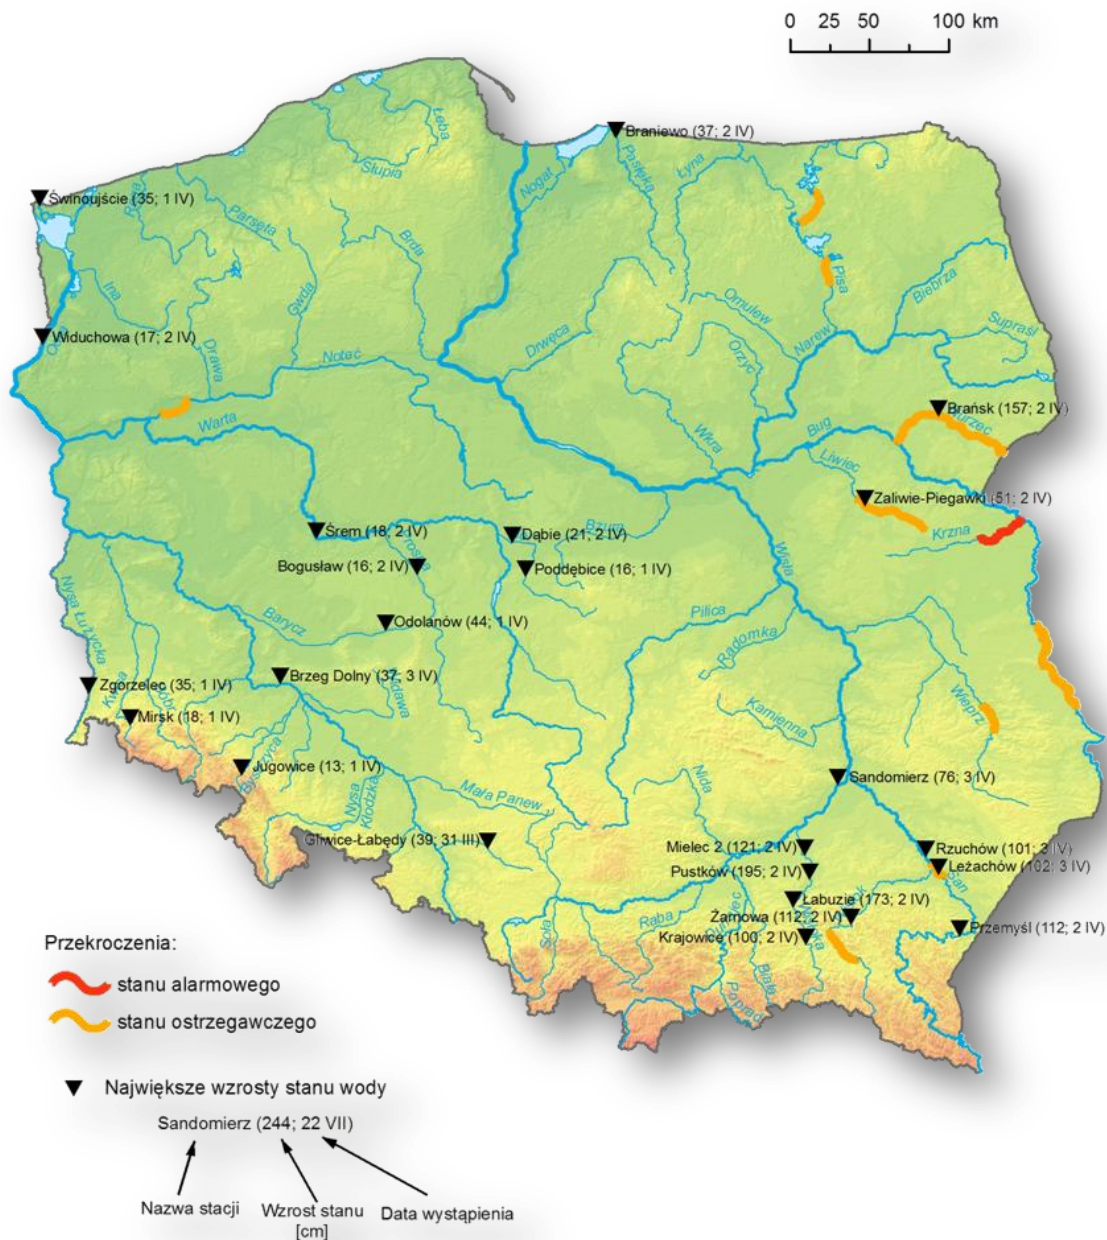 0 25 50 100 km
Łeba
Słupia
Braniewo (37; 2 IV)
Pasłęka
Łyna
Nogat
Świnoujście (35; 1 IV)
Rega
Parsęta
Brda
Pisa
Biebrza
Ina
Gwda
Omulew
Supraśl
Widuchowa (17; 2 IV)
Drwęca
Orzyc
Narew
Drawa
Noteć
Brańsk (157; 2 IV)
Nurzec
Warta
Wkra
Bug
Liwiec
Zaliwie-Piegawki (51; 2 IV)
Śrem (18; 2 IV)
Dąbie (21; 2 IV)
Bzura
Krzna
Prosna
Bogusław (16; 2 IV)
Poddębice (16; 1 IV)
Wisła
Nysa Łużycka
Barycz
Odolanów (44; 1 IV)
Pilica
Radomka
Zgorzelec (35; 1 IV)
Kwisa
Bóbr
Brzeg Dolny (37; 3 IV)
Widawa
Wieprz
Mirsk (18; 1 IV)
Kamienna
Jugowice (13; 1 IV)
Bystrzyca
Nysa
Kłodzka
Mała Panew
Nida
Sandomierz (76; 3 IV)
Gliwice-Łabędy (39; 31 III)
Mielec 2 (121; 2 IV)
Rzuchów (101; 3 IV)
Pustków (195; 2 IV)
Leżachów (102; 3 IV)
San
Łabuzie (173; 2 IV)
Raba
Dunajec
Żarnowa (112; 2 IV)
Soła
Krajowice (100; 2 IV)
Wisłoka
Przemyśl (112; 2 IV)
Biała
Poprad
Przekroczenia:
stanu alarmowego
stanu ostrzegawczego
Największe wzrosty stanu wody
Sandomierz (244; 22 VII)
Nazwa stacji
Wzrost stanu
[cm]
Data wystąpienia